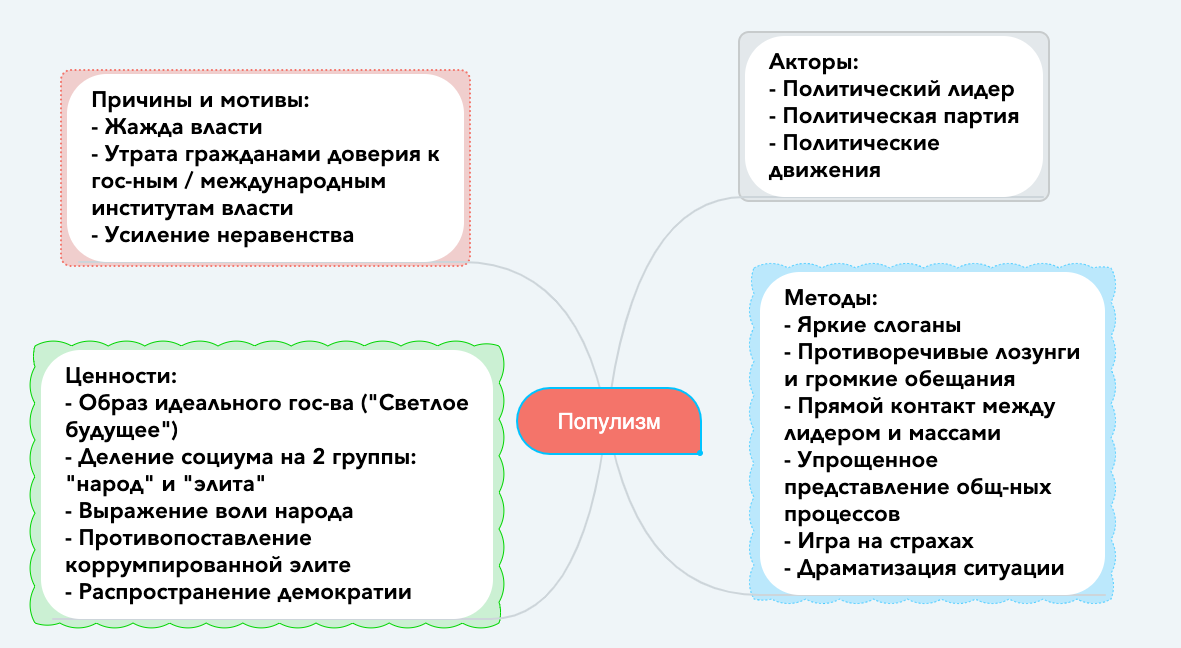 Причины и мотивы:
- Жажда власти
- Утрата гражданами доверия к
гос-ным / международным
институтам власти
- Усиление неравенства
Акторы:
- Политический лидер
- Политическая партия
- Политические
движения
Ценности:
- Образ идеального гос-ва ("Светлое
будущее")
- Деление социума на 2 группы:
"народ" и "элита"
- Выражение воли народа
- Противопоставление
коррумпированной элите
- Распространение демократии
Популизм
Методы:
- Яркие слоганы
- Противоречивые лозунги
и громкие обещания
- Прямой контакт между
лидером и массами
- Упрощенное
представление общ-ных
процессов
- Игра на страхах
- Драматизация ситуации